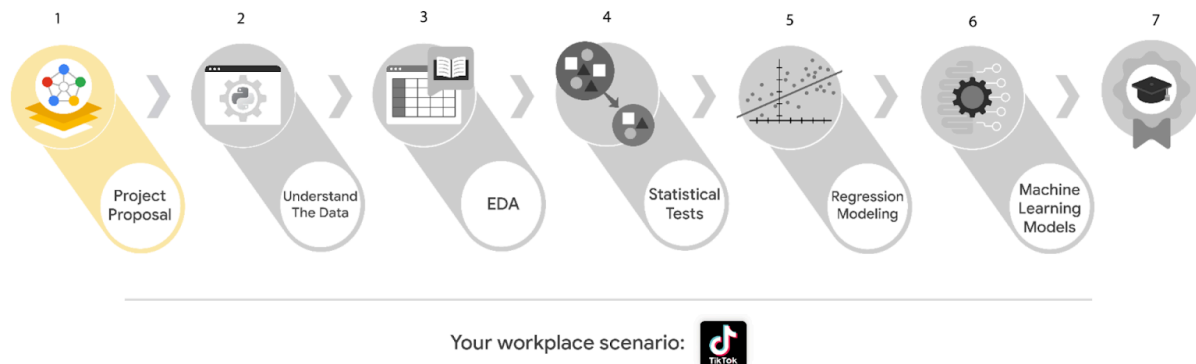 1
2
3
4
5
6
7
Project
Proposal
Understand
The Data
EDA
Statistical
Tests
Regression
Modeling
Machine
Learning
Models
Your workplace scenario:
TikTok